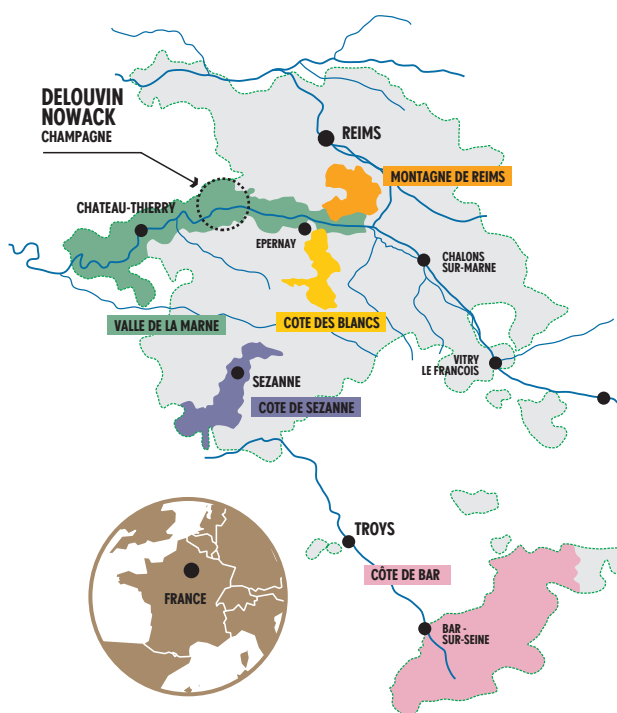 DELOUVIN
NOWACK
CHAMPAGNE
REIMS
MONTAGNE DE REIMS
CHATEAU-THIERRY
EPERNAY
CHALONS
SUR-MARNE
VALLE DE LA MARNE
COTE DES BLANCS
VITRY
LE FRANCOIS
SEZANNE
COTE DE SEZANNE
TROYS
CÔTE DE BAR
FRANCE
BAR -
SUR-SEINE